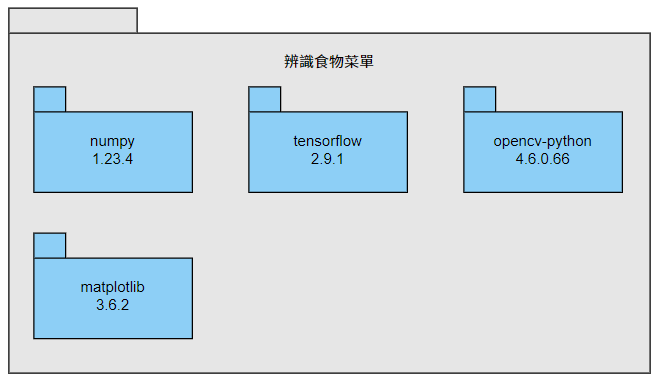 辨識食物菜單
numpy
1.23.4
tensorflow
2.9.1
opencv-python
4.6.0.66
matplotlib
3.6.2